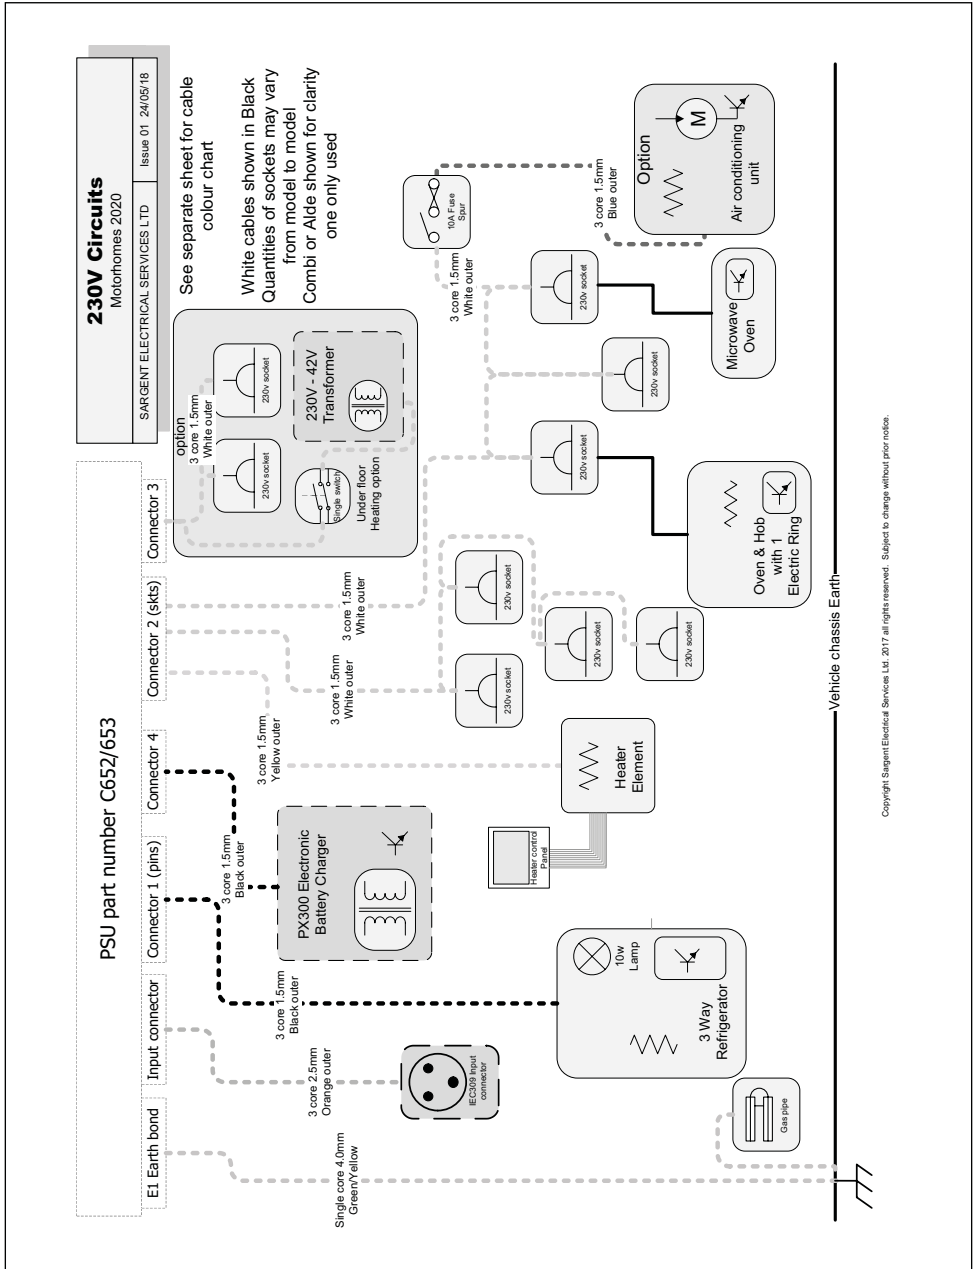 230V Circuits
Motorhomes 2020
SARGENT ELECTRICAL SERVICES LTD
Issue 01 24/05/18
See separate sheet for cable
colour chart
White cables shown in Black
Quantities of sockets may vary
from model to model
Combi or Alde shown for clarity
one only used
PSU part number C652/653
E1 Earth bond
Input connector
Connector 1 (pins)
Connector 4
Connector 2 (skts)
Connector 3
option
3 core 1.5mm
White outer
230v socket
230v socket
230V - 42V
Transformer
Single switch
Under floor
Heating option
3 core 1.5mm
White outer
3 core 1.5mm
White outer
3 core 1.5mm
Yellow outer
3 core 1.5mm
Black outer
3 core 1.5mm
Black outer
3 core 2.5mm
Orange outer
Single core 4.0mm
Green/Yellow
PX300 Electronic
Battery Charger
IEC309 Input
connector
10A Fuse
Spur
3 core 1.5mm
White outer
3 core 1.5mm
Blue outer
Option
M
Air conditioning
unit
230v socket
230v socket
230v socket
Microwave
Oven
Oven & Hob
with 1
Electric Ring
230v socket
230v socket
230v socket
230v socket
Heater control
Panel
Heater
Element
10w
Lamp
3 Way
Refrigerator
Gas pipe
Vehicle chassis Earth
Copyright Sargent Electrical Services Ltd. 2017 all rights reserved. Subject to change without prior notice.